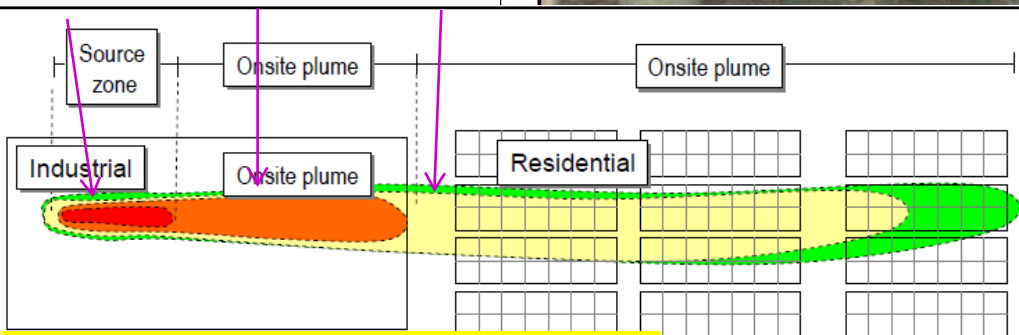 Source
zone
Onsite plume
Onsite plume
Industrial
Onsite plume
Residential